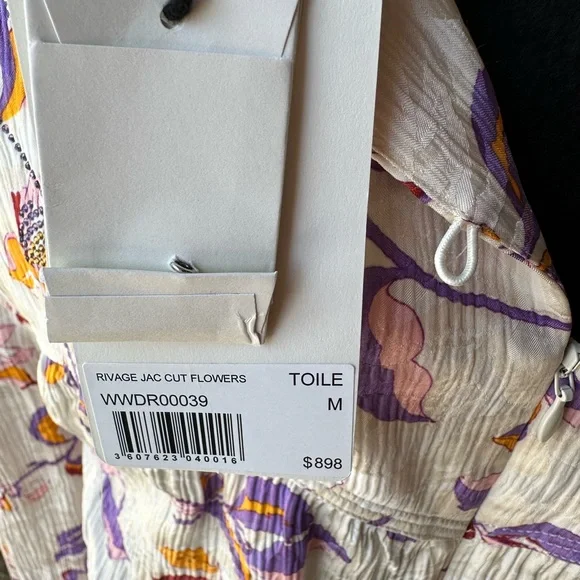 RIVAGE JAC CUT FLOWERS TOILE
WWDR00039 M
3 607623 040016
$898